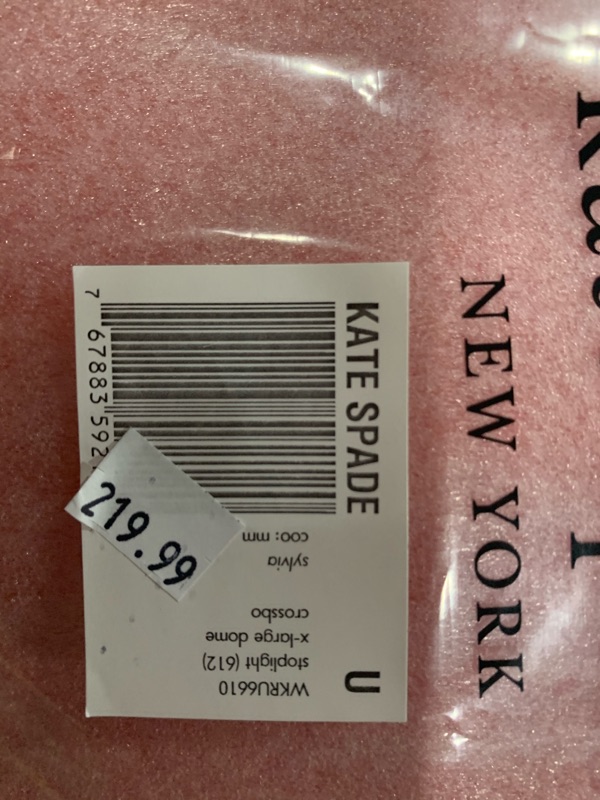 KATE SPADE
7 67883 592
219.99
U
WKRU6610
stoplight (612)
x-large dome
crossbo
sylvia
coo: mm
NEW YORK